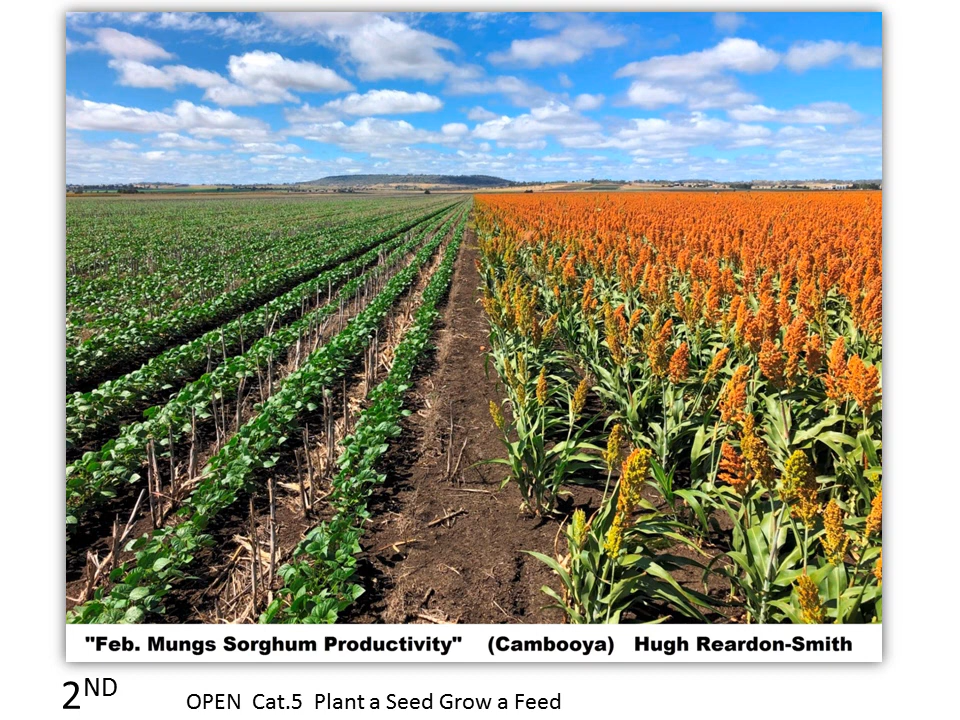 "Feb. Mungs Sorghum Productivity" (Cambooya) Hugh Reardon-Smith
2ND OPEN Cat.5 Plant a Seed Grow a Feed